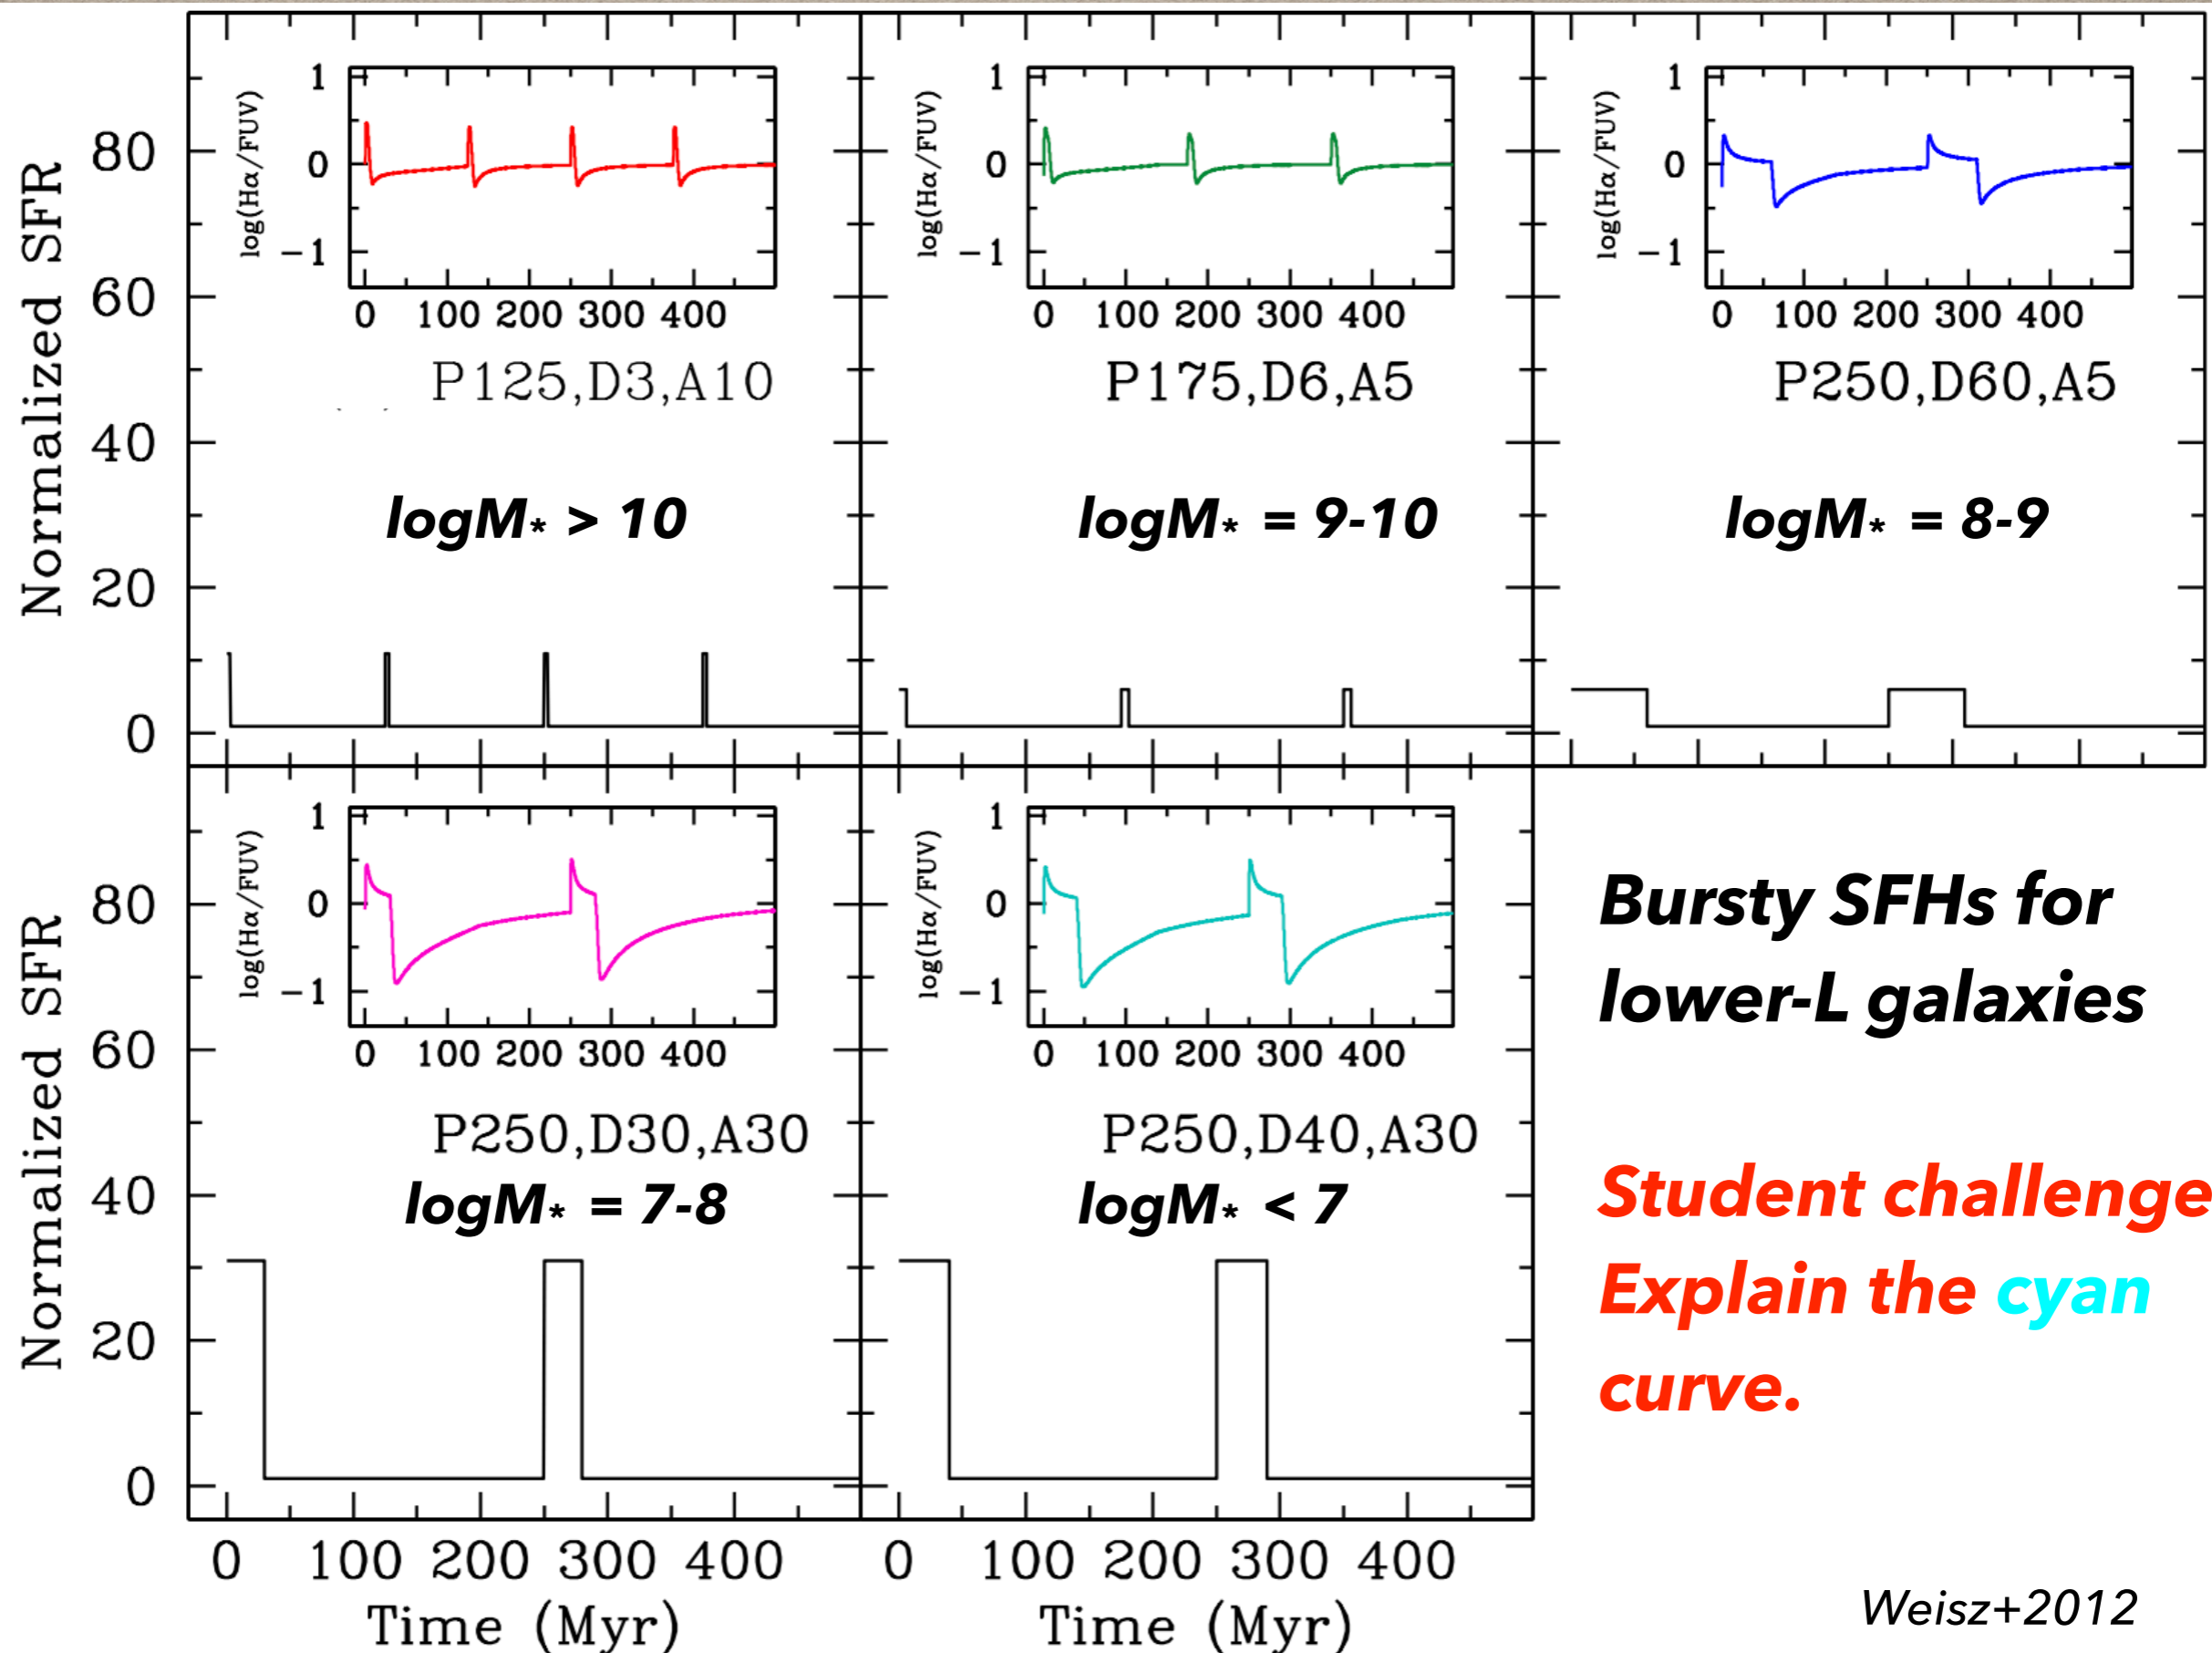 Normalized SFR
80
60
40
20
0
log(Hα/FUV)
1
0
−1
0 100 200 300 400
P125,D3,A10
logM* > 10
log(Hα/FUV)
1
0
−1
0 100 200 300 400
P175,D6,A5
logM* = 9-10
log(Hα/FUV)
1
0
−1
0 100 200 300 400
P250,D60,A5
logM* = 8-9
Normalized SFR
80
60
40
20
0
log(Hα/FUV)
1
0
−1
0 100 200 300 400
P250,D30,A30
logM* = 7-8
0 100 200 300 400
Time (Myr)
log(Hα/FUV)
1
0
−1
0 100 200 300 400
P250,D40,A30
logM* < 7
0 100 200 300 400
Time (Myr)
Bursty SFHs for
lower-L galaxies
Student challenge
Explain the cyan
curve.
Weisz+2012